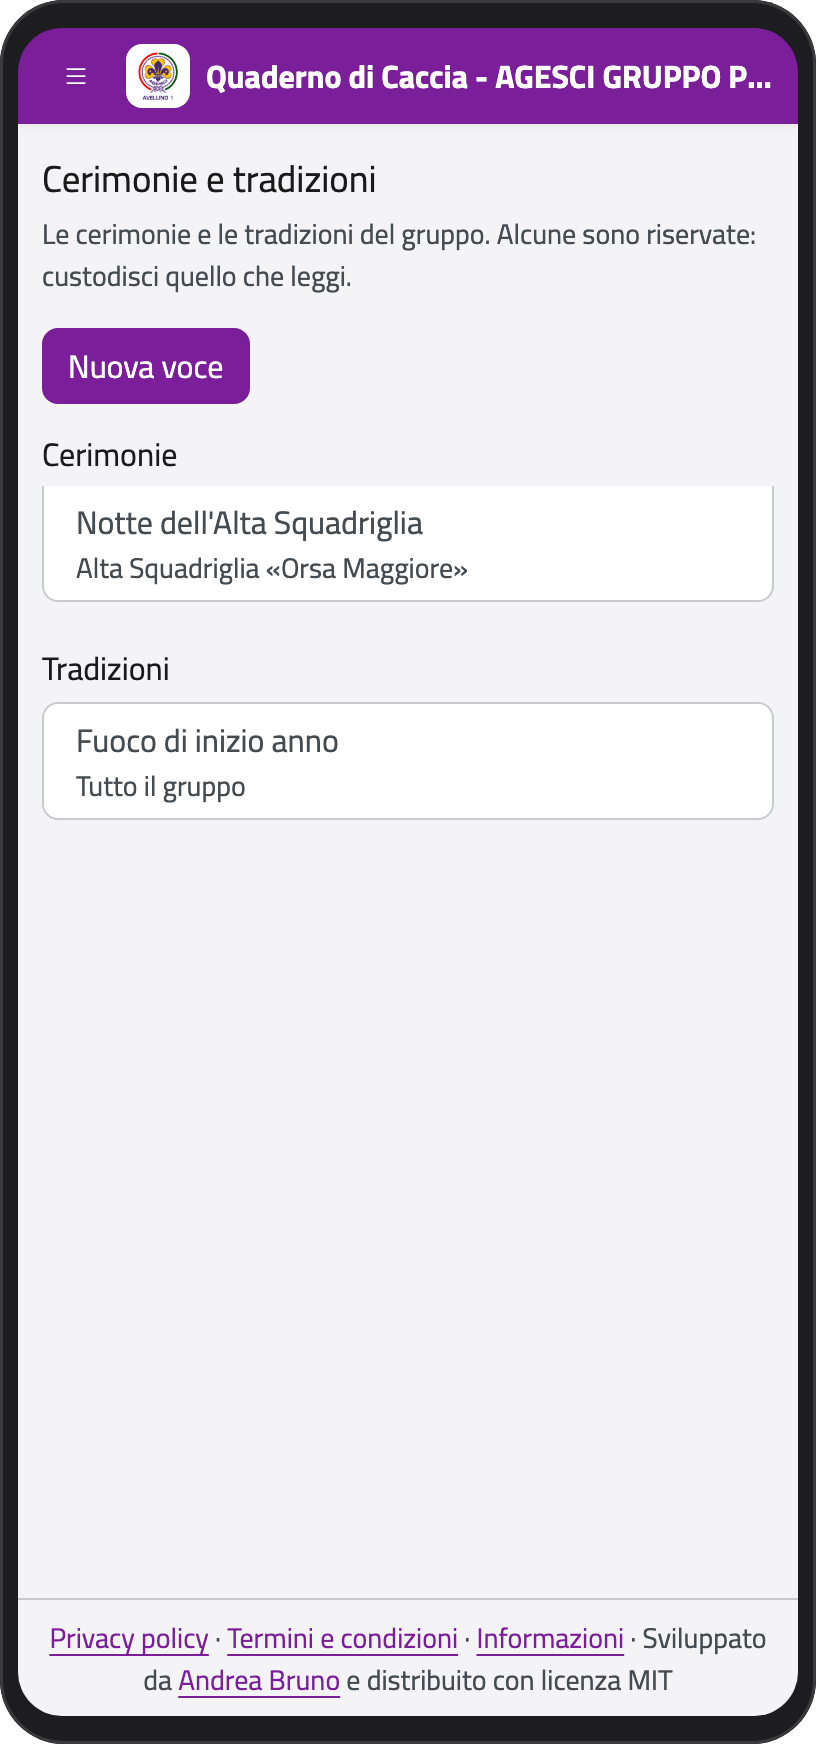 AVELLINO 1
Quaderno di Caccia - AGESCI GRUPPO P...
Cerimonie e tradizioni
Le cerimonie e le tradizioni del gruppo. Alcune sono riservate:
custodisci quello che leggi.
Nuova voce
Cerimonie
Notte dell'Alta Squadriglia
Alta Squadriglia «Orsa Maggiore»
Tradizioni
Fuoco di inizio anno
Tutto il gruppo
Privacy policy · Termini e condizioni · Informazioni · Sviluppato
da Andrea Bruno e distribuito con licenza MIT